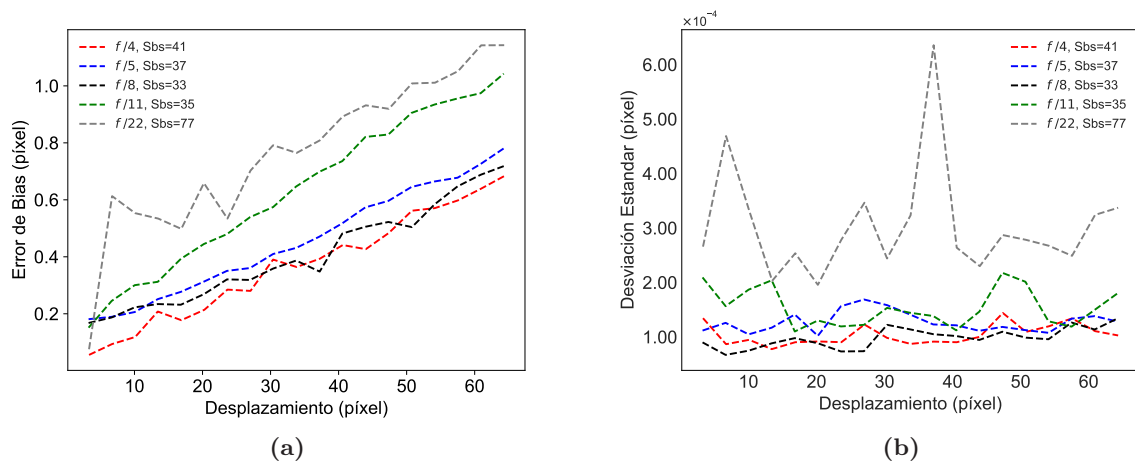 f/4, Sbs=41
f/5, Sbs=37
f/8, Sbs=33
f/11, Sbs=35
f/22, Sbs=77
Error de Bias (píxel)
1.0
0.8
0.6
0.4
0.2
10 20 30 40 50 60
Desplazamiento (píxel)
(a)
×10⁻⁴
f/4, Sbs=41
f/5, Sbs=37
f/8, Sbs=33
f/11, Sbs=35
f/22, Sbs=77
Desviación Estandar (píxel)
6.00
5.00
4.00
3.00
2.00
1.00
10 20 30 40 50 60
Desplazamiento (píxel)
(b)